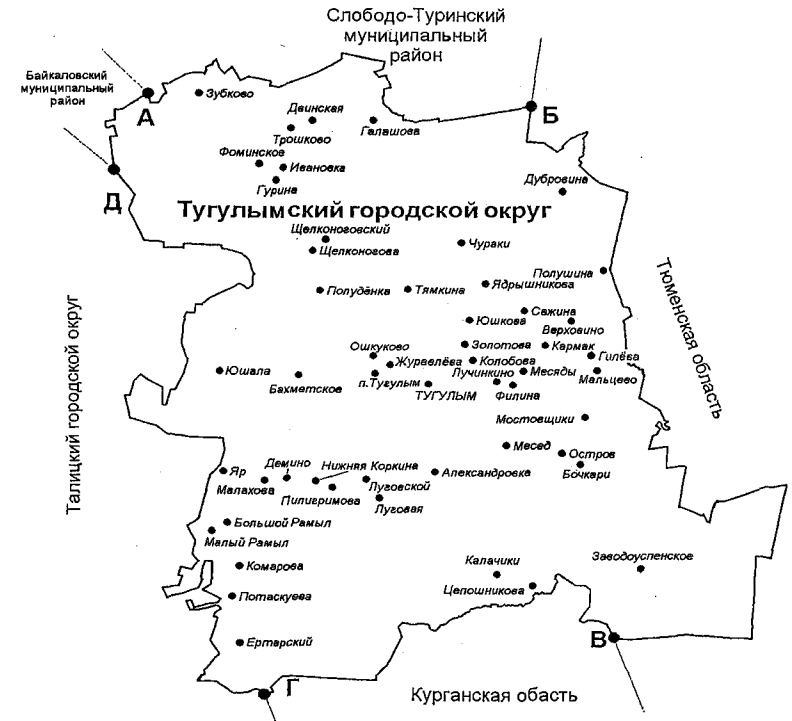 Слободо-Туринский
муниципальный
район
Байкаловский
муниципальный
район
Зубково
А
Двинская
Трошково
Галашова
Б
Фоминское
Ивановка
Гурина
Дубровина
Д
Тугулымский городской округ
Щелконоговский
Щелконогова
Чураки
Полушина
Полудёнка
Тямкина
Ядрышникова
Тюменская область
Сажина
Юшкова
Верховино
Талицкий городской округ
Ошкуково
Золотова
Кармак
Журавлёва
Колобова
Гилёва
Юшала
Бахметское
п.Тугулым
Лучинкино
Месяды
Мальцево
ТУГУЛЫМ
Филина
Мостовщики
Месед
Остров
Бочкари
Яр
Демино
Нижняя Коркина
Александровка
Малахова
Пилигримова
Луговской
Луговая
Большой Рамыл
Малый Рамыл
Комарова
Калачики
Заводоуспенское
Цепошникова
Потаскуева
Ертарский
В
Г
Курганская обасть